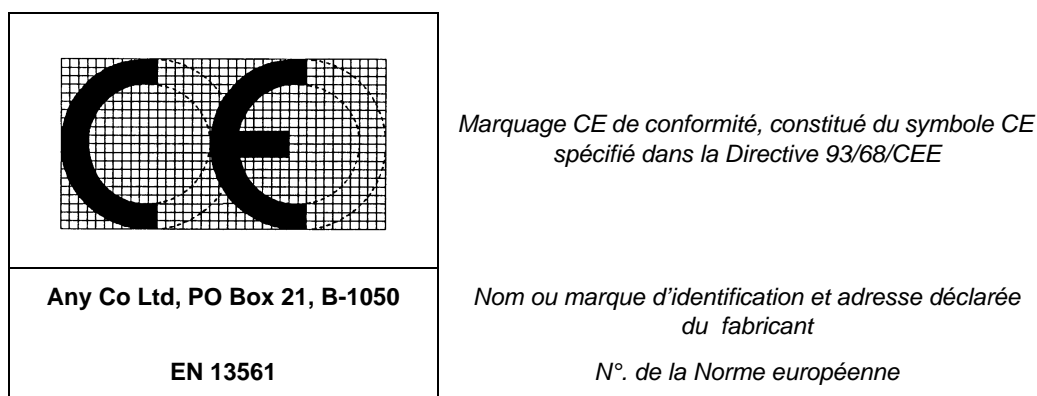 CE
Marquage CE de conformité, constitué du symbole CE
spécifié dans la Directive 93/68/CEE
Any Co Ltd, PO Box 21, B-1050
Nom ou marque d’identification et adresse déclarée
du fabricant
EN 13561
N°. de la Norme européenne